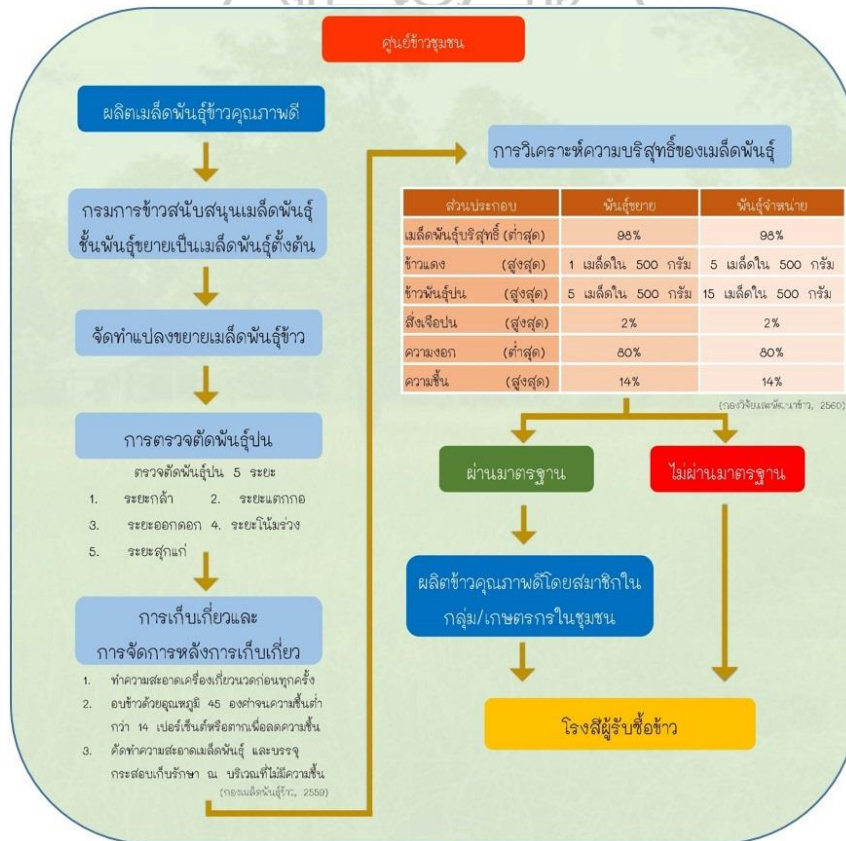 ศูนย์ข้าวชุมชน
ผลิตเมล็ดพันธุ์ข้าวคุณภาพดี
กรมการข้าวสนับสนุนเมล็ดพันธุ์
ชั้นพันธุ์ขยายเป็นเมล็ดพันธุ์ตั้งต้น
จัดทำแปลงขยายเมล็ดพันธุ์ข้าว
การตรวจตัดพันธุ์ปน
ตรวจตัดพันธุ์ปน 5 ระยะ
1. ระยะกล้า 2. ระยะแตกกอ
3. ระยะออกดอก 4. ระยะโน้มรวง
5. ระยะสุกแก่
การเก็บเกี่ยวและ
การจัดการหลังการเก็บเกี่ยว
1. ทำความสะอาดเครื่องเกี่ยวนวดก่อนทุกครั้ง
2. อบข้าวด้วยอุณหภูมิ 45 องศาจนความชื้นต่ำ
กว่า 14 เปอร์เซ็นต์หรือตากเพื่อลดความชื้น
3. คัดทำความสะอาดเมล็ดพันธุ์ และบรรจุ
กระสอบเก็บรักษา ณ บริเวณที่ไม่มีความชื้น
(กองเมล็ดพันธุ์ข้าว, 2559)
การวิเคราะห์ความบริสุทธิ์ของเมล็ดพันธุ์
ส่วนประกอบ พันธุ์ขยาย พันธุ์จำหน่าย
เมล็ดพันธุ์บริสุทธิ์ (ต่ำสุด) 98% 98%
ข้าวแดง (สูงสุด) 1 เมล็ดใน 500 กรัม 5 เมล็ดใน 500 กรัม
ข้าวพันธุ์ปน (สูงสุด) 5 เมล็ดใน 500 กรัม 15 เมล็ดใน 500 กรัม
สิ่งเจือปน (สูงสุด) 2% 2%
ความงอก (ต่ำสุด) 80% 80%
ความชื้น (สูงสุด) 14% 14%
(กองวิจัยและพัฒนาข้าว, 2560)
ผ่านมาตรฐาน ไม่ผ่านมาตรฐาน
ผลิตข้าวคุณภาพดีโดยสมาชิกใน
กลุ่ม/เกษตรกรในชุมชน
โรงสีผู้รับซื้อข้าว